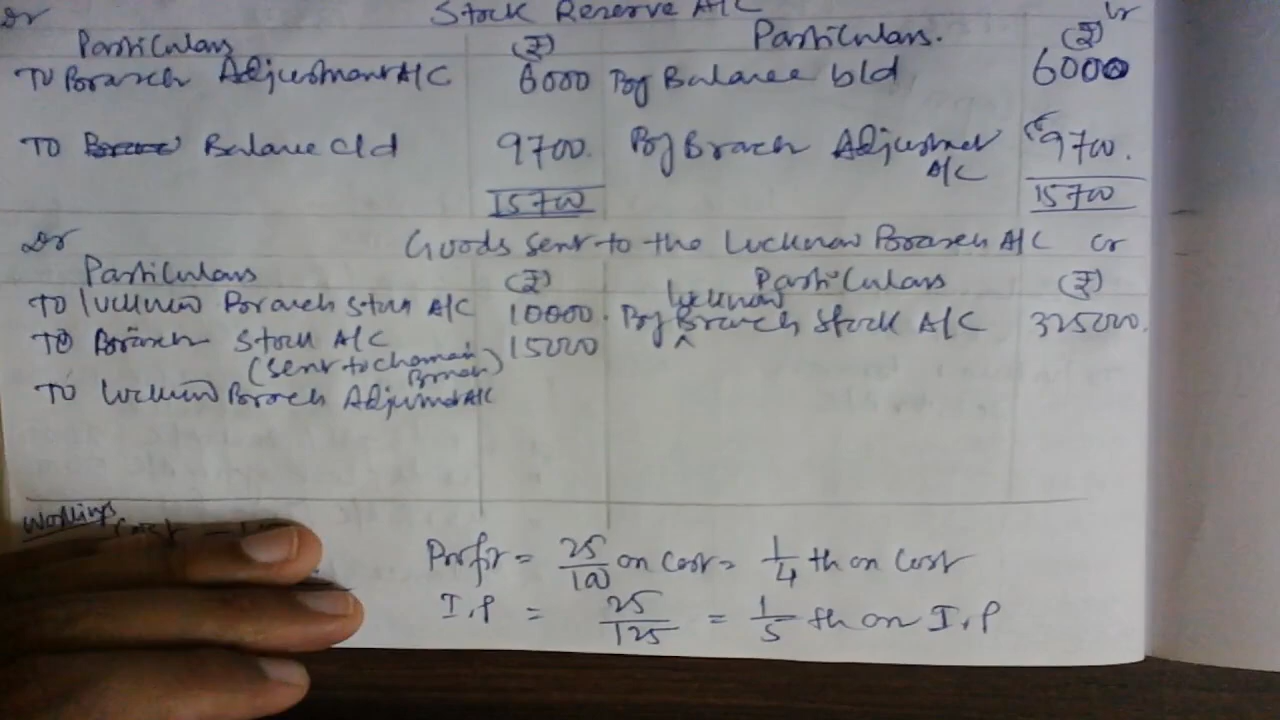 Dr Stock Reserve A/C Cr
Particulars (₹) Particulars. (₹)
To Branch Adjustment A/C 6000 By Balance b/d 6000
To Balance c/d 9700. By Branch Adjustment A/C 9700.
15700 15700
Dr Goods sent to the Lucknow Branch A/C Cr
Particulars (₹) Particulars (₹)
To Lucknow Branch Stock A/C 10000. By Lucknow Branch Stock A/C 325000.
To Branch Stock A/C 15000
(sent to Branch)
To Lucknow Branch Adjustment A/C
Workings
Cost
Profit = 25/100 on Cost = 1/4 th on Cost
I.P = 25/125 = 1/5 th on I.P